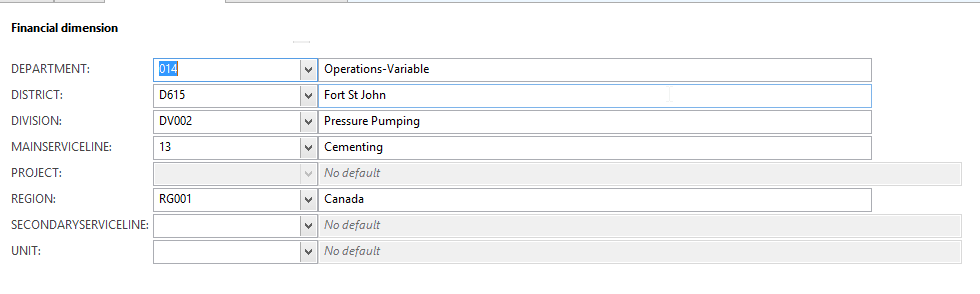 Financial dimension
DEPARTMENT: 014 Operations-Variable
DISTRICT: D615 Fort St John
DIVISION: DV002 Pressure Pumping
MAINSERVICELINE: 13 Cementing
PROJECT: No default
REGION: RG001 Canada
SECONDARYSERVICELINE: No default
UNIT: No default